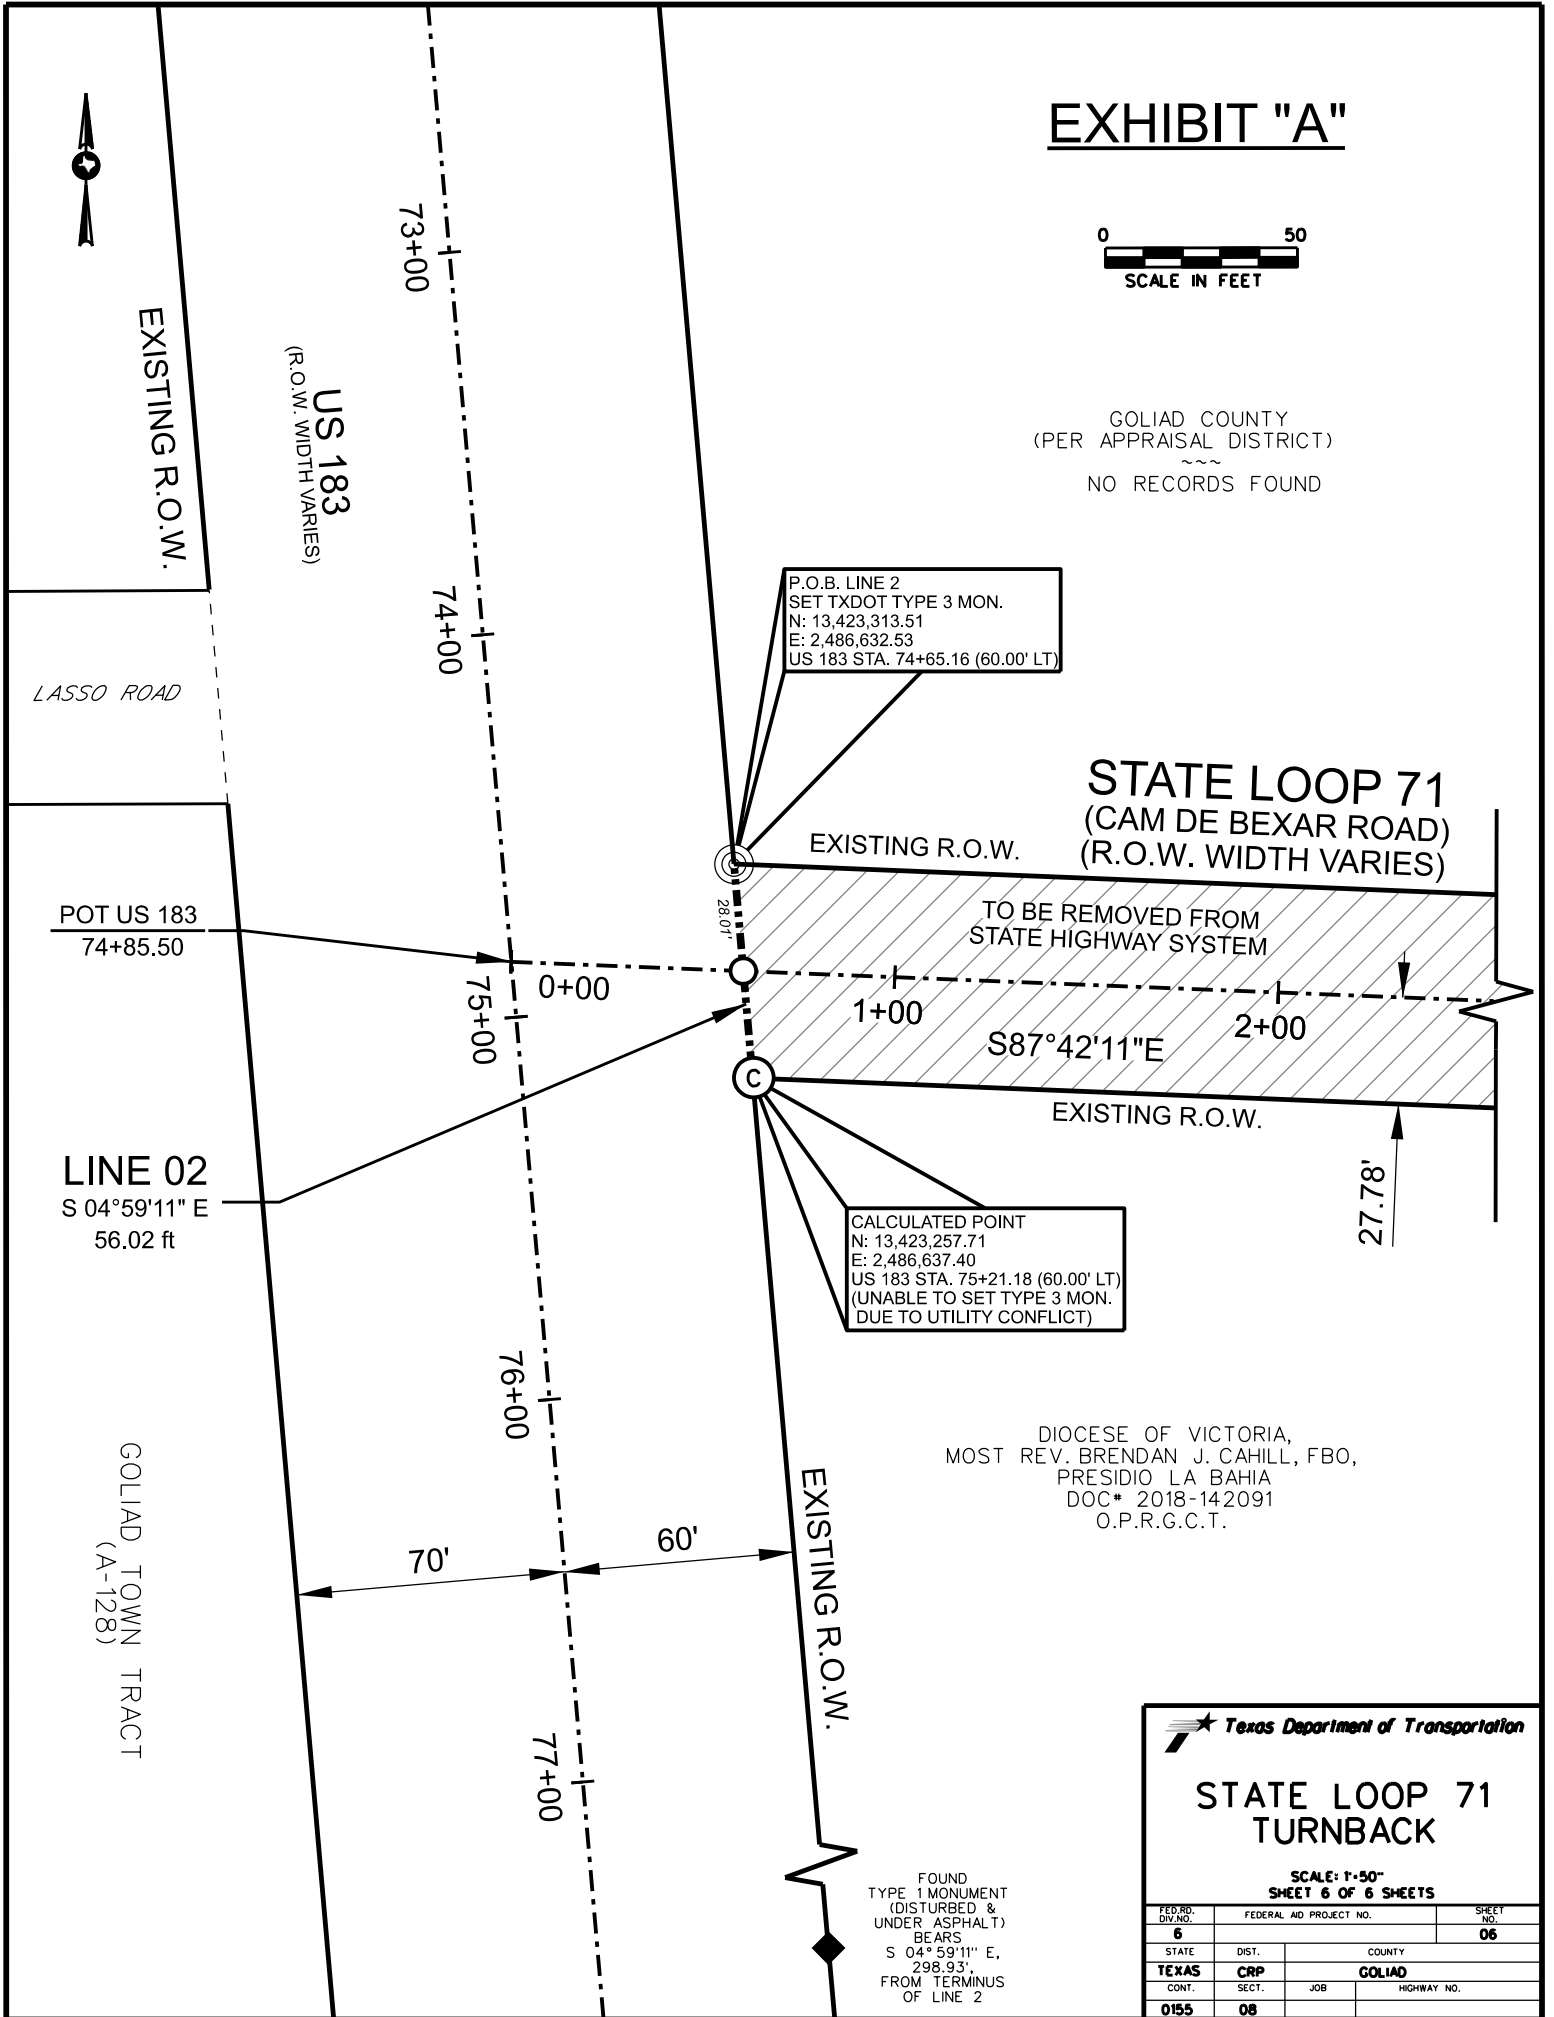 EXHIBIT "A"
0 50
SCALE IN FEET
73+00
EXISTING R.O.W.
US 183
(R.O.W. WIDTH VARIES)
GOLIAD COUNTY
(PER APPRAISAL DISTRICT)
~~~
NO RECORDS FOUND
74+00
P.O.B. LINE 2
SET TXDOT TYPE 3 MON.
N: 13,423,313.51
E: 2,486,632.53
US 183 STA. 74+65.16 (60.00' LT)
LASSO ROAD
STATE LOOP 71
(CAM DE BEXAR ROAD)
(R.O.W. WIDTH VARIES)
EXISTING R.O.W.
28.01'
TO BE REMOVED FROM
STATE HIGHWAY SYSTEM
POT US 183
74+85.50
0+00
75+00
1+00
2+00
S87°42'11"E
C
EXISTING R.O.W.
LINE 02
S 04°59'11" E
56.02 ft
27.78'
CALCULATED POINT
N: 13,423,257.71
E: 2,486,637.40
US 183 STA. 75+21.18 (60.00' LT)
(UNABLE TO SET TYPE 3 MON.
DUE TO UTILITY CONFLICT)
76+00
GOLIAD TOWN TRACT
(A-128)
DIOCESE OF VICTORIA,
MOST REV. BRENDAN J. CAHILL, FBO,
PRESIDIO LA BAHIA
DOC# 2018-142091
O.P.R.G.C.T.
EXISTING R.O.W.
70'
60'
77+00
FOUND
TYPE 1 MONUMENT
(DISTURBED &
UNDER ASPHALT)
BEARS
S 04°59'11" E,
298.93',
FROM TERMINUS
OF LINE 2
Texas Department of Transportation
STATE LOOP 71
TURNBACK
SCALE: 1"=50'
SHEET 6 OF 6 SHEETS
FED.RD. DIV.NO. FEDERAL AID PROJECT NO. SHEET NO.
6 06
STATE DIST. COUNTY
TEXAS CRP GOLIAD
CONT. SECT. JOB HIGHWAY NO.
0155 08